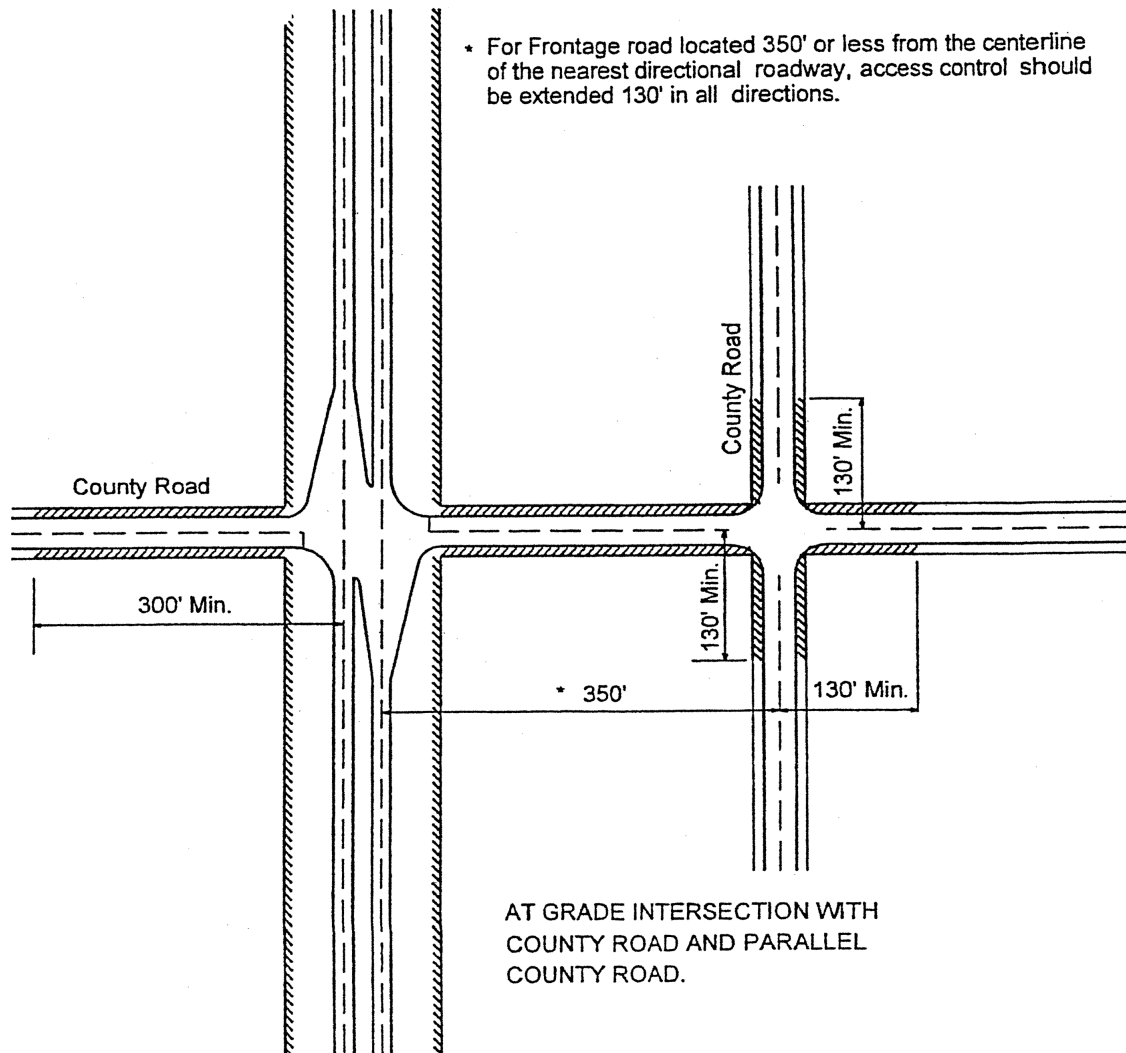 * For Frontage road located 350' or less from the centerline
of the nearest directional roadway, access control should
be extended 130' in all directions.
County Road
130' Min.
County Road
300' Min.
130' Min.
* 350'
130' Min.
AT GRADE INTERSECTION WITH
COUNTY ROAD AND PARALLEL
COUNTY ROAD.